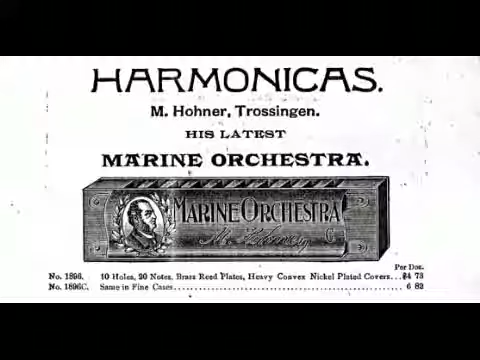 HARMONICAS.
M. Hohner, Trossingen.
HIS LATEST
MARINE ORCHESTRA.
MARINE ORCHESTRA
M. Hohner C
Per Doz.
No. 1896. 10 Holes, 20 Notes, Brass Reed Plates, Heavy Convex Nickel Plated Covers...$4 73
No. 1896C. Same in Fine Cases 6 82